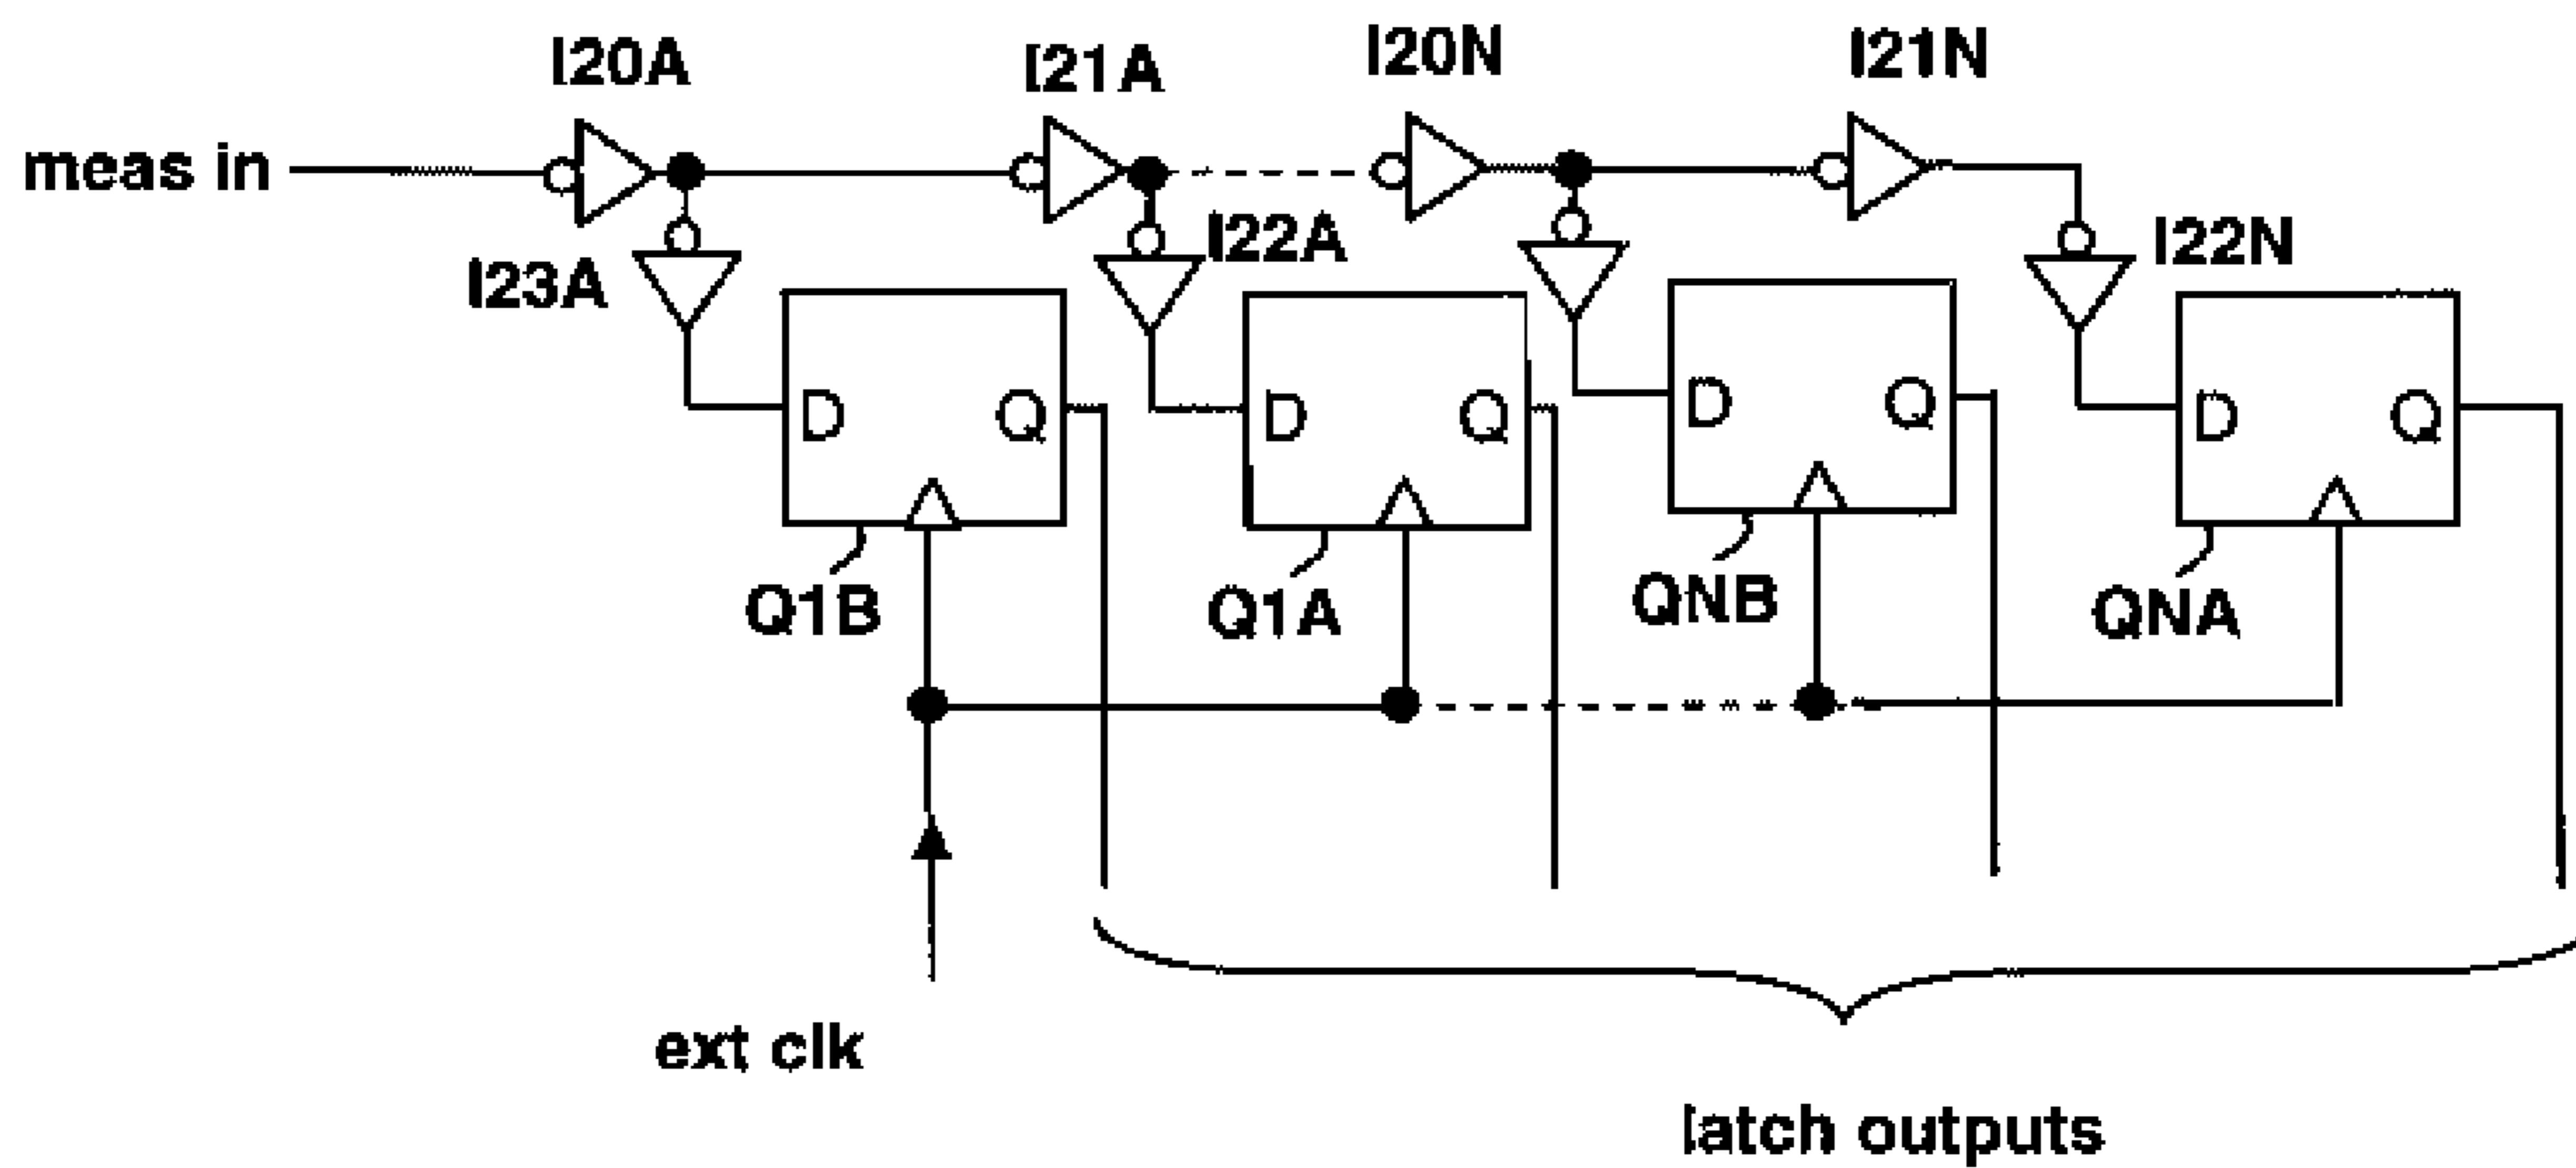 I20A
I21A
I20N
I21N
meas in
I22A
I22N
I23A
D Q
D Q
D Q
D Q
Q1B
Q1A
QNB
QNA
ext clk
latch outputs